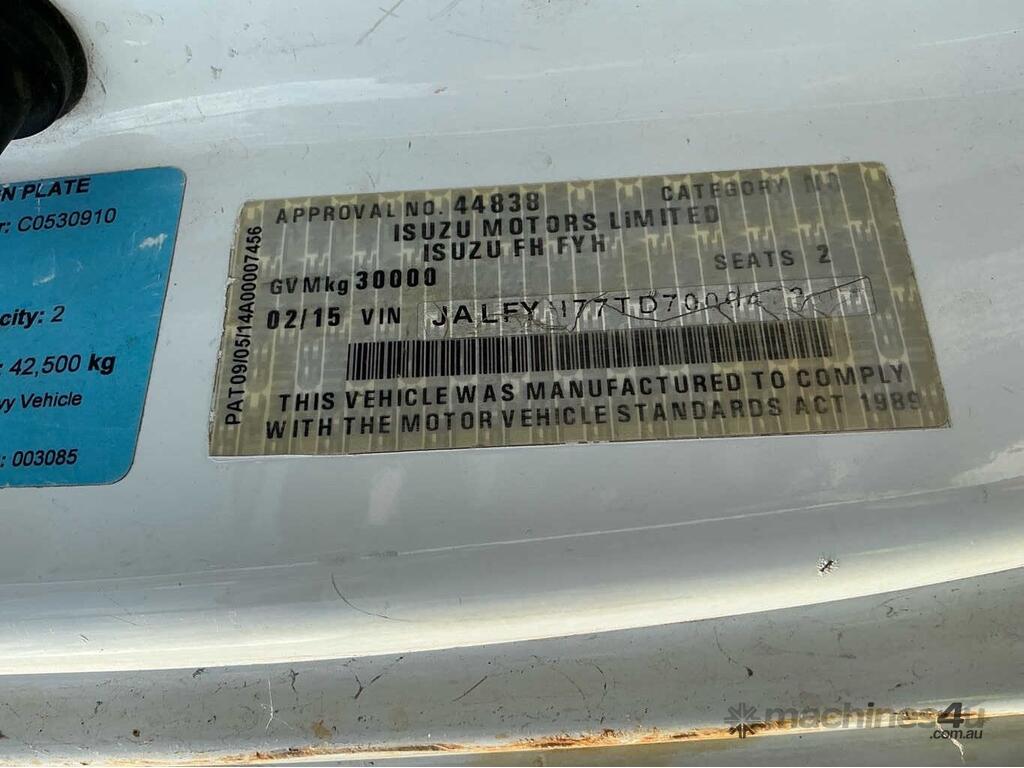 N PLATE
r: C0530910
city: 2
: 42,500 kg
vy Vehicle
: 003085
PAT 09/05/14A00007456
APPROVAL NO. 44838 CATEGORY
ISUZU MOTORS LIMITED
ISUZU FH FYH
GVMkg 30000 SEATS 2
02/15 VIN
THIS VEHICLE WAS MANUFACTURED TO COMPLY
WITH THE MOTOR VEHICLE STANDARDS ACT 1989
machines4u
.com.au